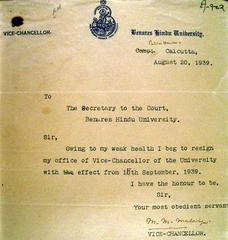 VICE-CHANCELLOR.
Benares Hindu University.
Camp, Calcutta,
August 20, 1939.
To
The Secretary to the Court,
Benares Hindu University.
Sir,
Owing to my weak health I beg to resign
my office of Vice-Chancellor of the University
with the effect from 10th September, 1939.
I have the honour to be,
Sir,
Your most obedient servant
VICE-CHANCELLOR.